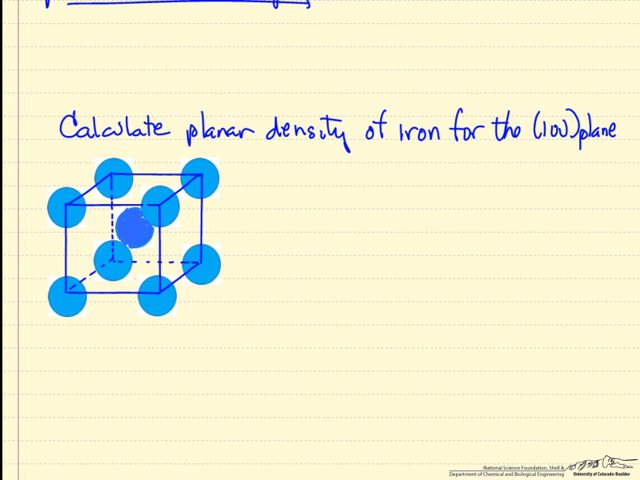 Calculate planar density of iron for the (100) plane
National Science Foundation, Shell &
Department of Chemical and Biological Engineering
University of Colorado-Boulder